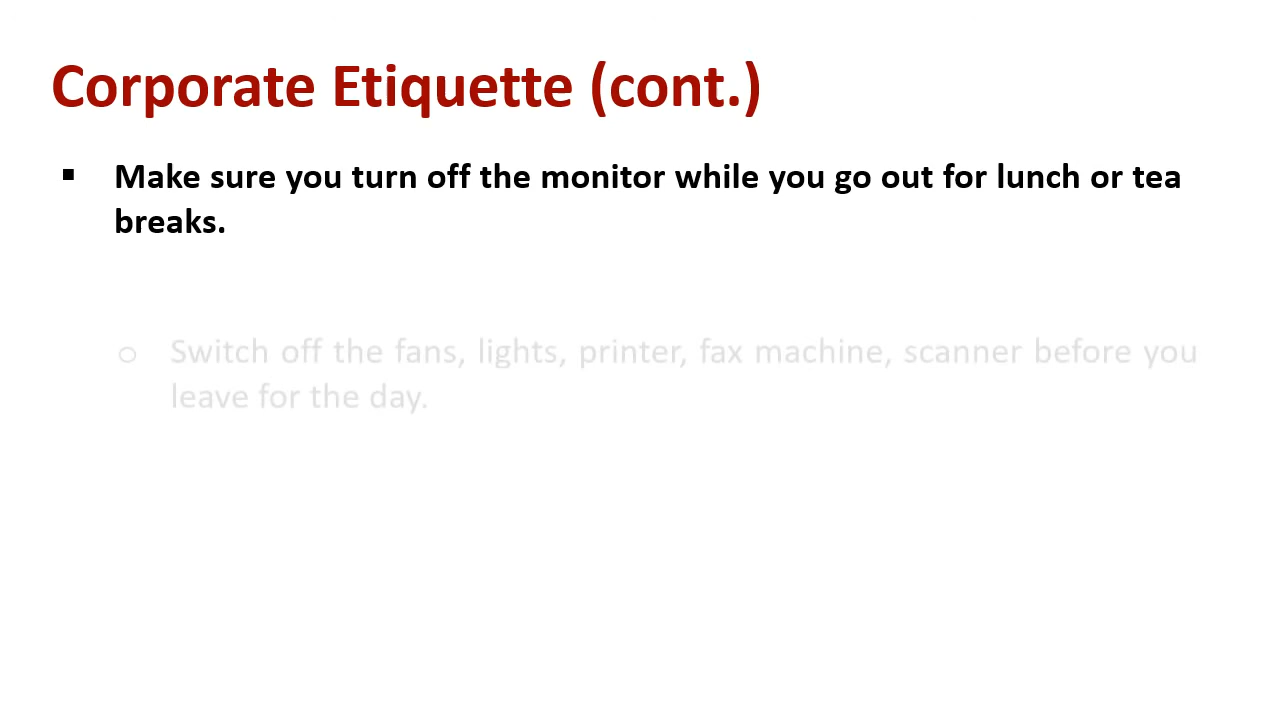 Corporate Etiquette (cont.)
▪ Make sure you turn off the monitor while you go out for lunch or tea
breaks.
o Switch off the fans, lights, printer, fax machine, scanner before you
leave for the day.